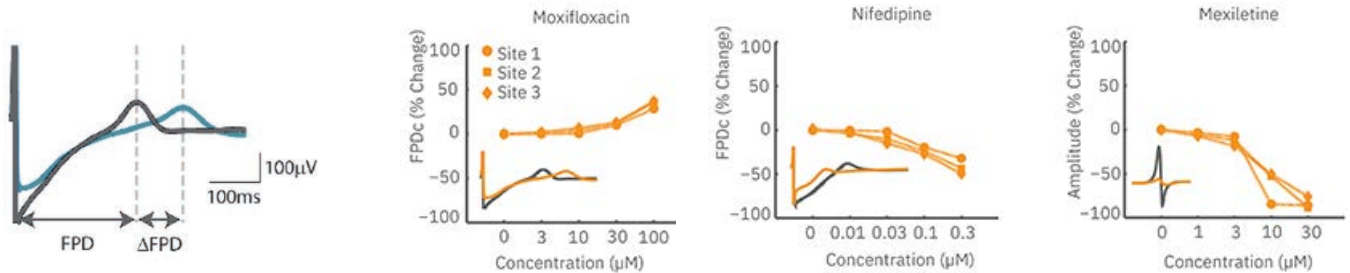 100µV
100ms
FPD
ΔFPD
Moxifloxacin
FPDc (% Change)
100
50
0
−50
−100
Site 1
Site 2
Site 3
0 3 10 30 100
Concentration (µM)
Nifedipine
FPDc (% Change)
100
50
0
−50
−100
0 0.01 0.03 0.1 0.3
Concentration (µM)
Mexiletine
Amplitude (% Change)
100
50
0
−50
−100
0 1 3 10 30
Concentration (µM)